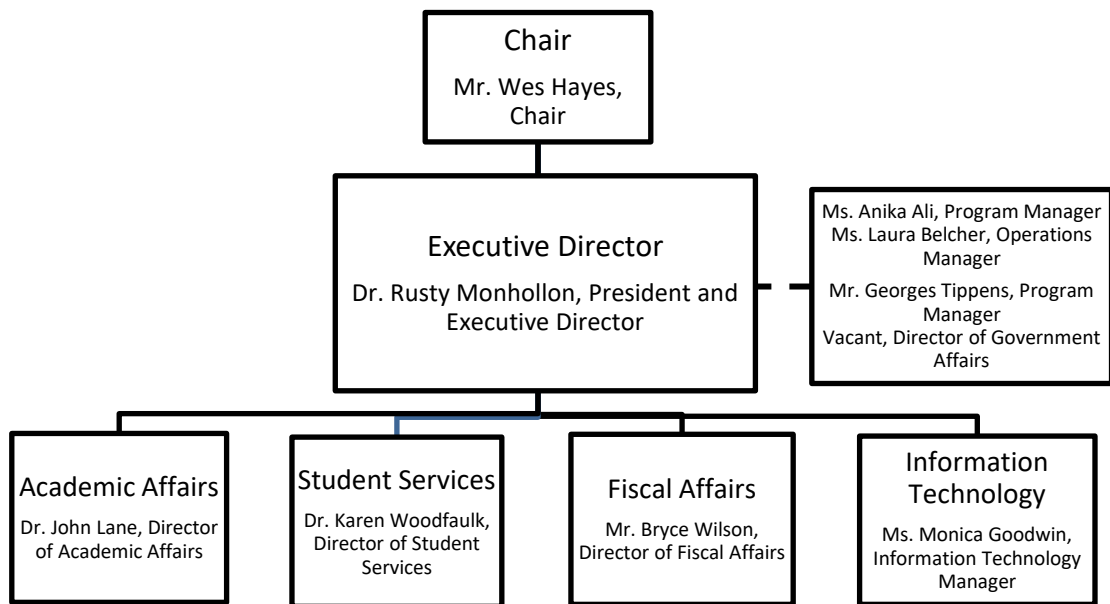 Chair
Mr. Wes Hayes,
Chair
Executive Director
Dr. Rusty Monhollon, President and
Executive Director
Ms. Anika Ali, Program Manager
Ms. Laura Belcher, Operations
Manager
Mr. Georges Tippens, Program
Manager
Vacant, Director of Government
Affairs
Academic Affairs
Dr. John Lane, Director
of Academic Affairs
Student Services
Dr. Karen Woodfaulk,
Director of Student
Services
Fiscal Affairs
Mr. Bryce Wilson,
Director of Fiscal Affairs
Information
Technology
Ms. Monica Goodwin,
Information Technology
Manager